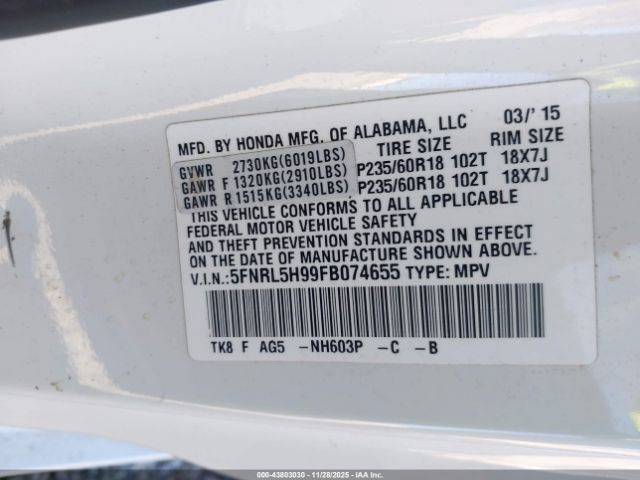 MFD. BY HONDA MFG. OF ALABAMA, LLC 03/' 15
TIRE SIZE RIM SIZE
GVWR 2730KG(6019LBS)
GAWR F 1320KG(2910LBS) P235/60R18 102T 18X7J
GAWR R 1515KG(3340LBS) P235/60R18 102T 18X7J
THIS VEHICLE CONFORMS TO ALL APPLICABLE
FEDERAL MOTOR VEHICLE SAFETY
AND THEFT PREVENTION STANDARDS IN EFFECT
ON THE DATE OF MANUFACTURE SHOWN ABOVE.
V.I.N.:5FNRL5H99FB074655 TYPE: MPV
TK8 F AG5 -NH603P -C -B
000-43803030 - 11/28/2025 - IAAI.COM